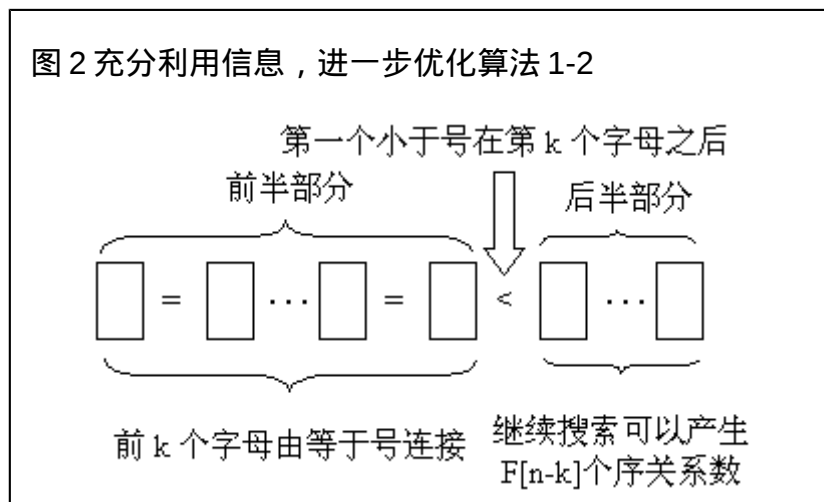 图 2 充分利用信息，进一步优化算法 1-2
第一个小于号在第 k 个字母之后
前半部分
后半部分
= ··· = < ···
前 k 个字母由等于号连接
继续搜索可以产生
F[n-k]个序关系数